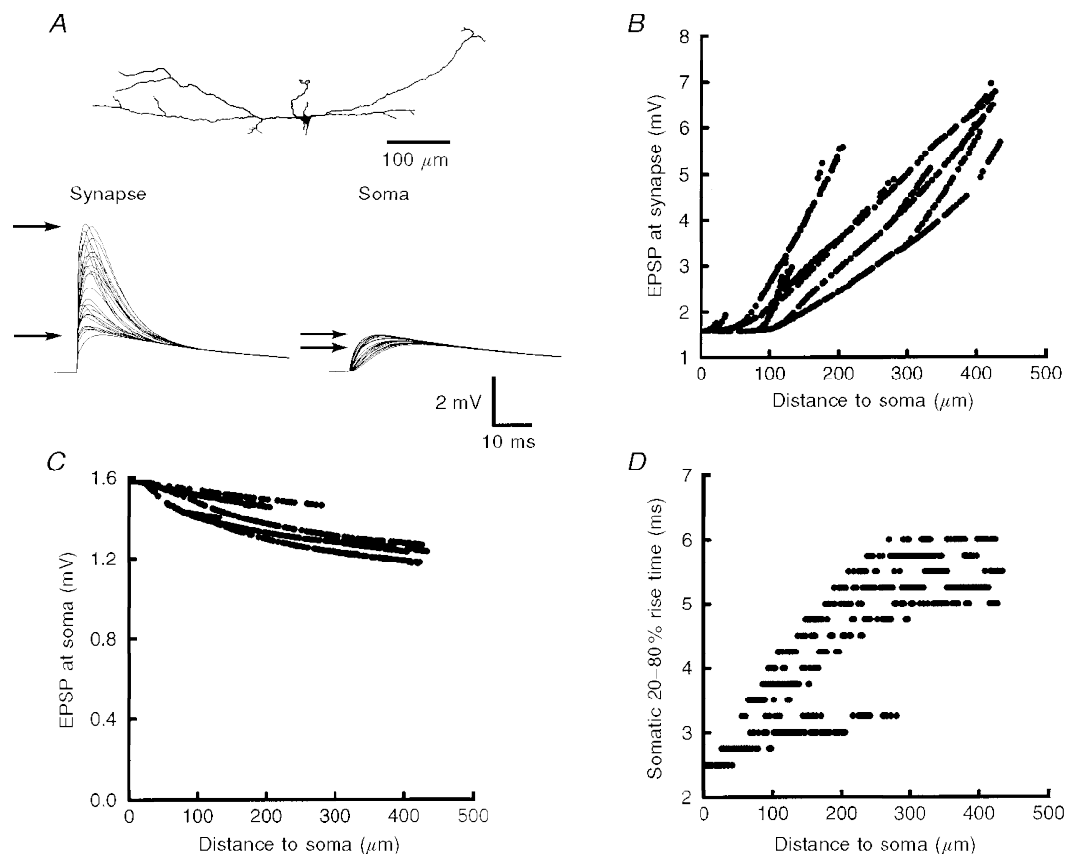 A
100 μm
Synapse
Soma
2 mV
10 ms
B
EPSP at synapse (mV)
8
7
6
5
4
3
2
1
0 100 200 300 400 500
Distance to soma (μm)
C
EPSP at soma (mV)
1.6
1.2
0.8
0.4
0.0
0 100 200 300 400 500
Distance to soma (μm)
D
Somatic 20–80% rise time (ms)
7
6
5
4
3
2
0 100 200 300 400 500
Distance to soma (μm)